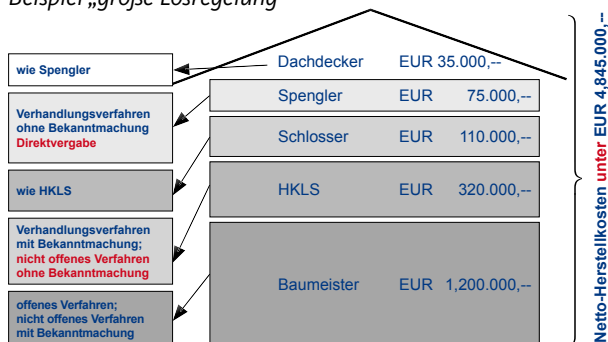 Beispiel „große Losregelung“
wie Spengler
Dachdecker EUR 35.000,--
Verhandlungsverfahren
ohne Bekanntmachung
Direktvergabe
Spengler EUR 75.000,--
Schlosser EUR 110.000,--
wie HKLS
HKLS EUR 320.000,--
Verhandlungsverfahren
mit Bekanntmachung;
nicht offenes Verfahren
ohne Bekanntmachung
Baumeister EUR 1,200.000,--
offenes Verfahren;
nicht offenes Verfahren
mit Bekanntmachung
Netto-Herstellkosten unter EUR 4,845.000,--